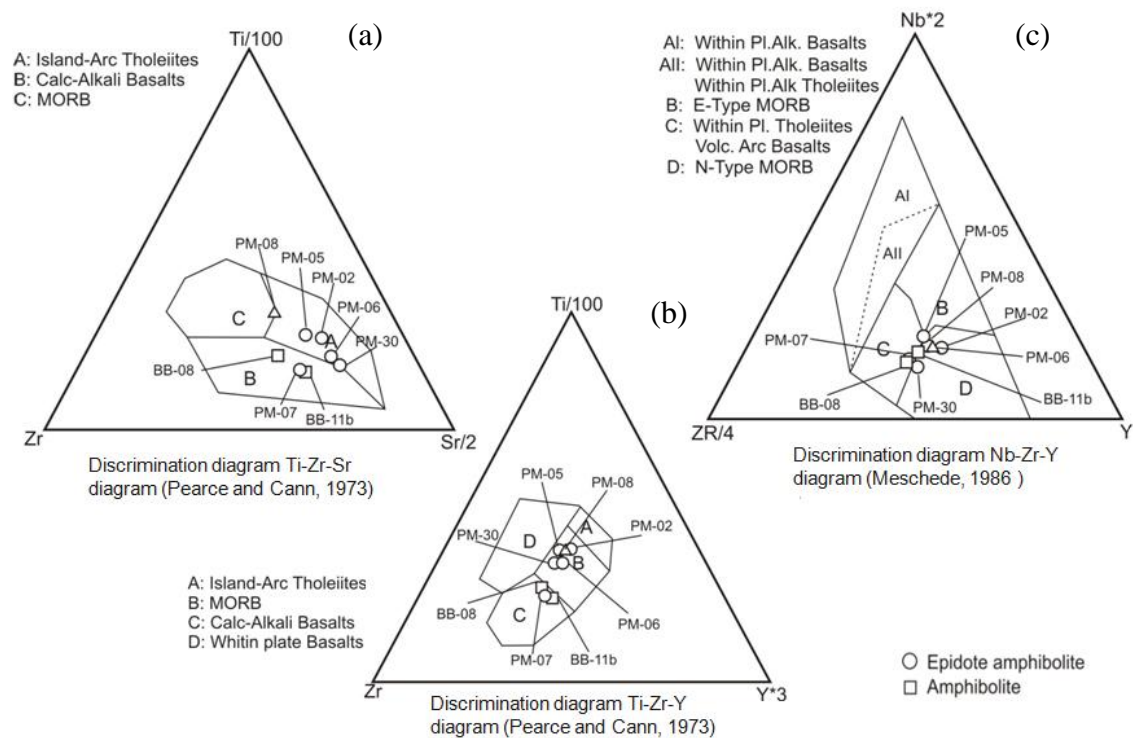 (a)
Ti/100
A: Island-Arc Tholeiites
B: Calc-Alkali Basalts
C: MORB
PM-08
PM-05
PM-02
PM-06
PM-30
C
A
B
BB-08
PM-07
BB-11b
Zr
Sr/2
Discrimination diagram Ti-Zr-Sr
diagram (Pearce and Cann, 1973)
(b)
Ti/100
PM-05
PM-08
PM-30
PM-02
D
A
B
C
BB-08
PM-07
BB-11b
PM-06
A: Island-Arc Tholeiites
B: MORB
C: Calc-Alkali Basalts
D: Whitin plate Basalts
Zr
Y*3
Discrimination diagram Ti-Zr-Y
diagram (Pearce and Cann, 1973)
(c)
Nb*2
AI: Within Pl.Alk. Basalts
AII: Within Pl.Alk. Basalts
Within Pl.Alk Tholeiites
B: E-Type MORB
C: Within Pl. Tholeiites
Volc. Arc Basalts
D: N-Type MORB
AI
AII
PM-05
PM-08
B
PM-02
PM-07
C
PM-06
BB-08
D
PM-30
BB-11b
ZR/4
Y
Discrimination diagram Nb-Zr-Y
diagram (Meschede, 1986 )
Epidote amphibolite
Amphibolite